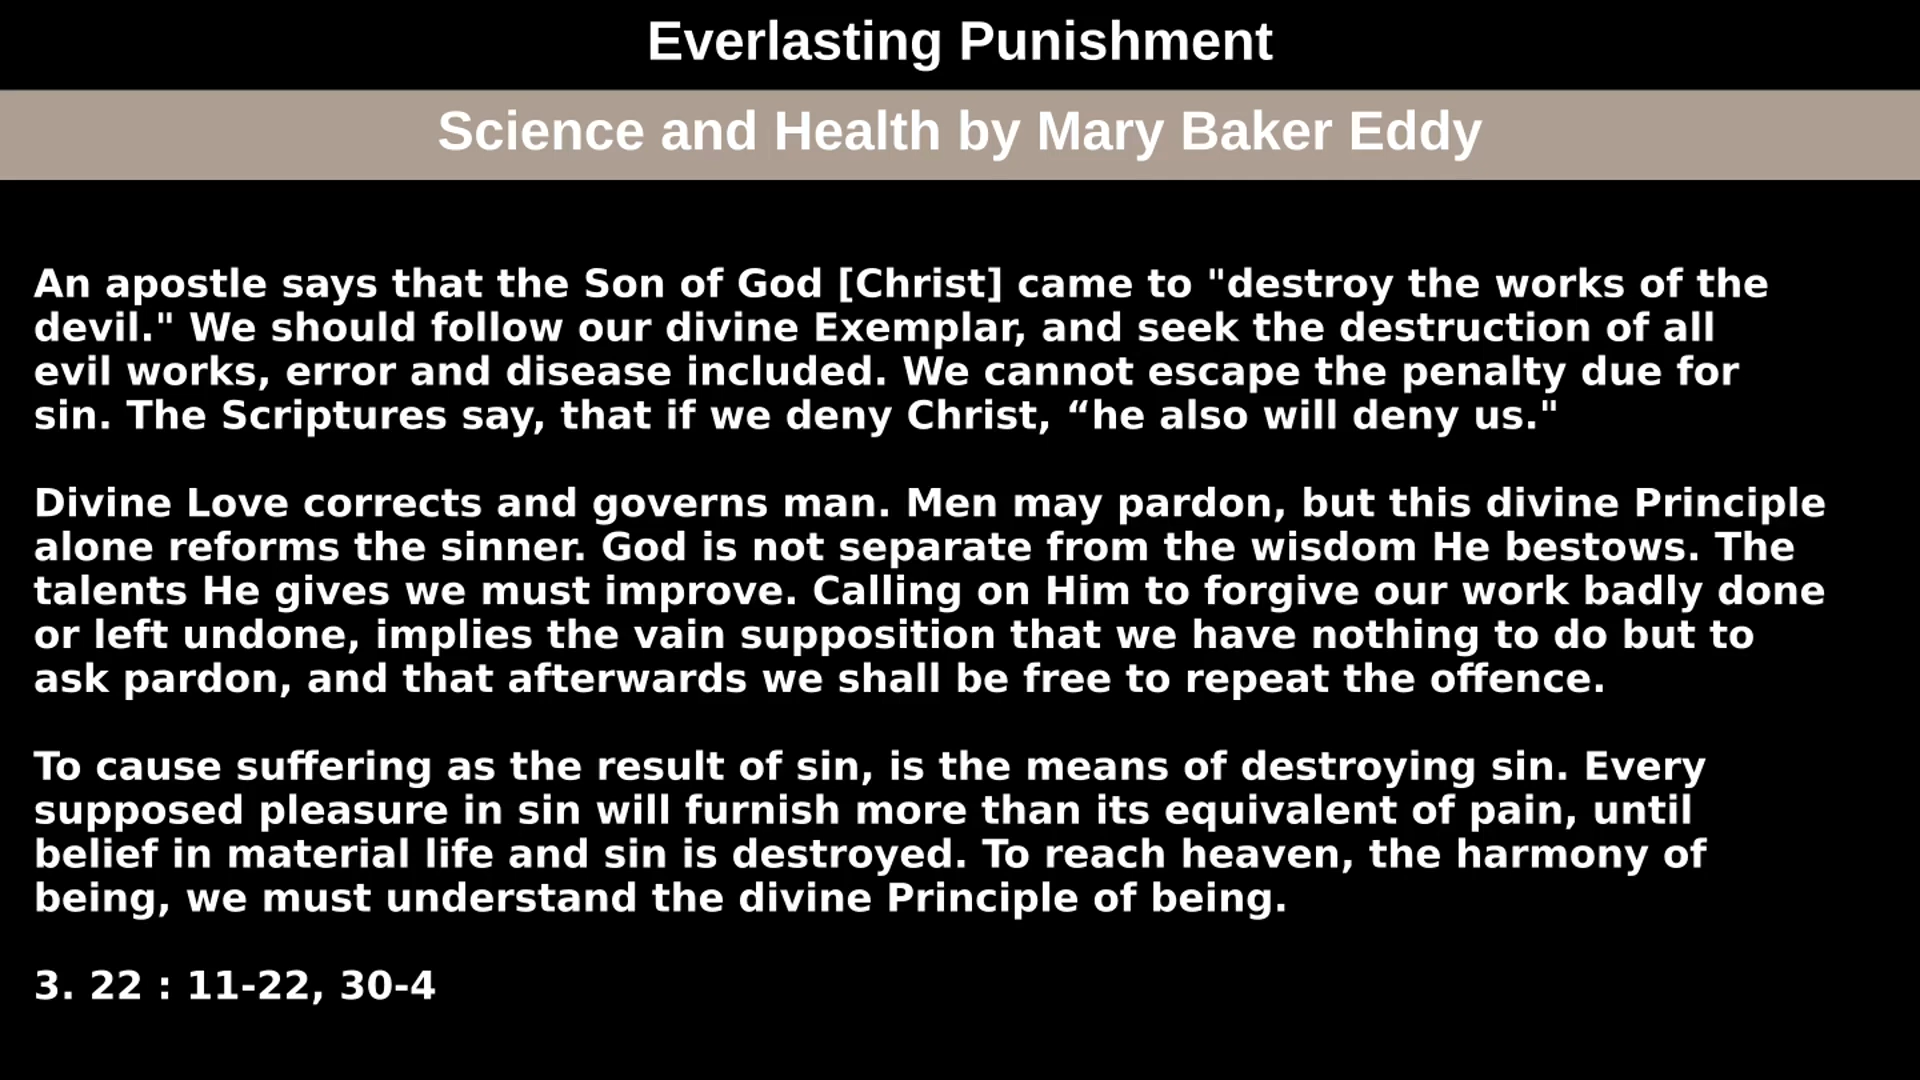 Everlasting Punishment
Science and Health by Mary Baker Eddy
An apostle says that the Son of God [Christ] came to "destroy the works of the
devil." We should follow our divine Exemplar, and seek the destruction of all
evil works, error and disease included. We cannot escape the penalty due for
sin. The Scriptures say, that if we deny Christ, “he also will deny us."
Divine Love corrects and governs man. Men may pardon, but this divine Principle
alone reforms the sinner. God is not separate from the wisdom He bestows. The
talents He gives we must improve. Calling on Him to forgive our work badly done
or left undone, implies the vain supposition that we have nothing to do but to
ask pardon, and that afterwards we shall be free to repeat the offence.
To cause suffering as the result of sin, is the means of destroying sin. Every
supposed pleasure in sin will furnish more than its equivalent of pain, until
belief in material life and sin is destroyed. To reach heaven, the harmony of
being, we must understand the divine Principle of being.
3. 22 : 11-22, 30-4